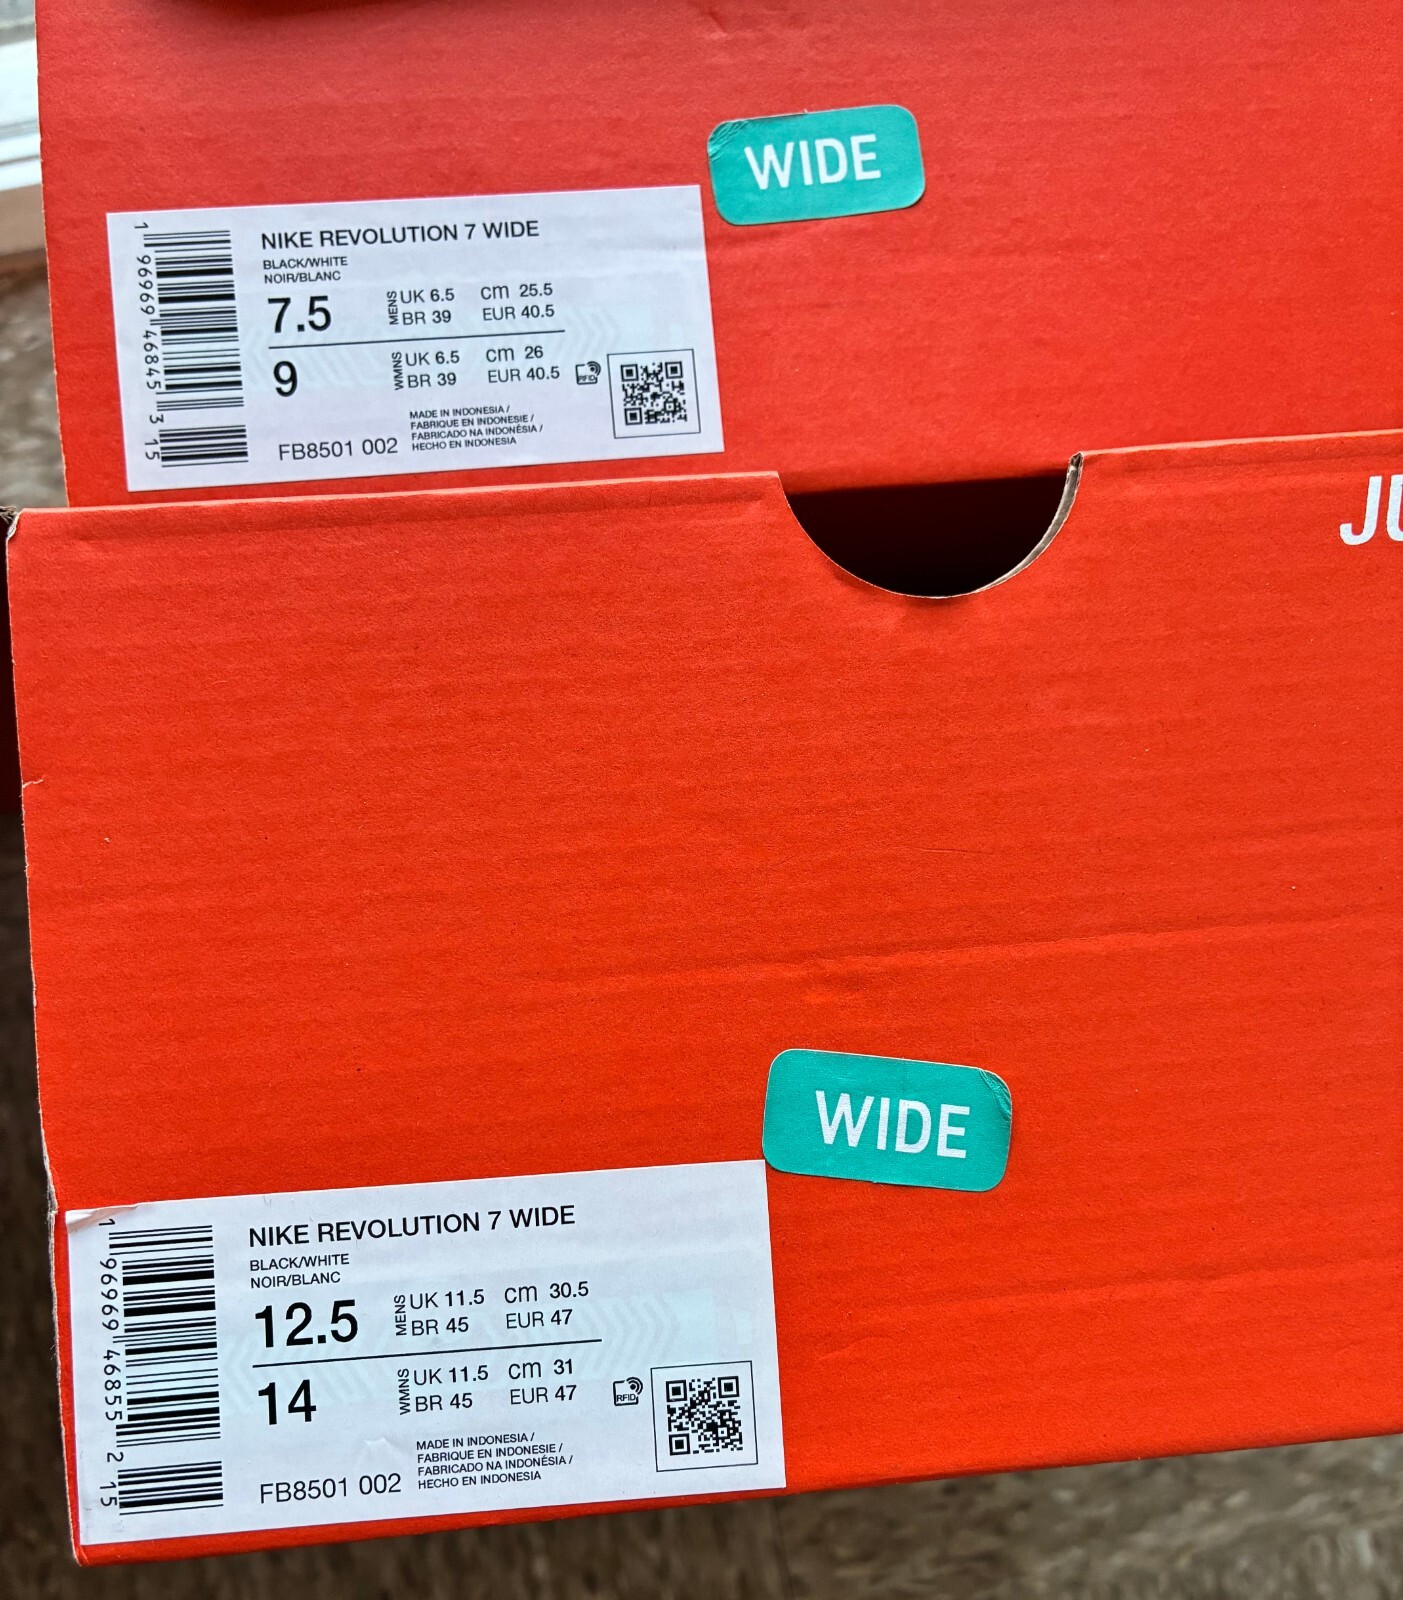 WIDE
NIKE REVOLUTION 7 WIDE
BLACK/WHITE
NOIR/BLANC
7.5 MENS UK 6.5 cm 25.5
BR 39 EUR 40.5
9 WMNS UK 6.5 cm 26
BR 39 EUR 40.5
RFID
MADE IN INDONESIA /
FABRIQUE EN INDONESIE /
FABRICADO NA INDONÉSIA /
HECHO EN INDONESIA
FB8501 002
1 96969 46845 3 15
JU
WIDE
NIKE REVOLUTION 7 WIDE
BLACK/WHITE
NOIR/BLANC
12.5 MENS UK 11.5 cm 30.5
BR 45 EUR 47
14 WMNS UK 11.5 cm 31
BR 45 EUR 47
RFID
MADE IN INDONESIA /
FABRIQUE EN INDONESIE /
FABRICADO NA INDONÉSIA /
HECHO EN INDONESIA
FB8501 002
1 96969 46855 2 15